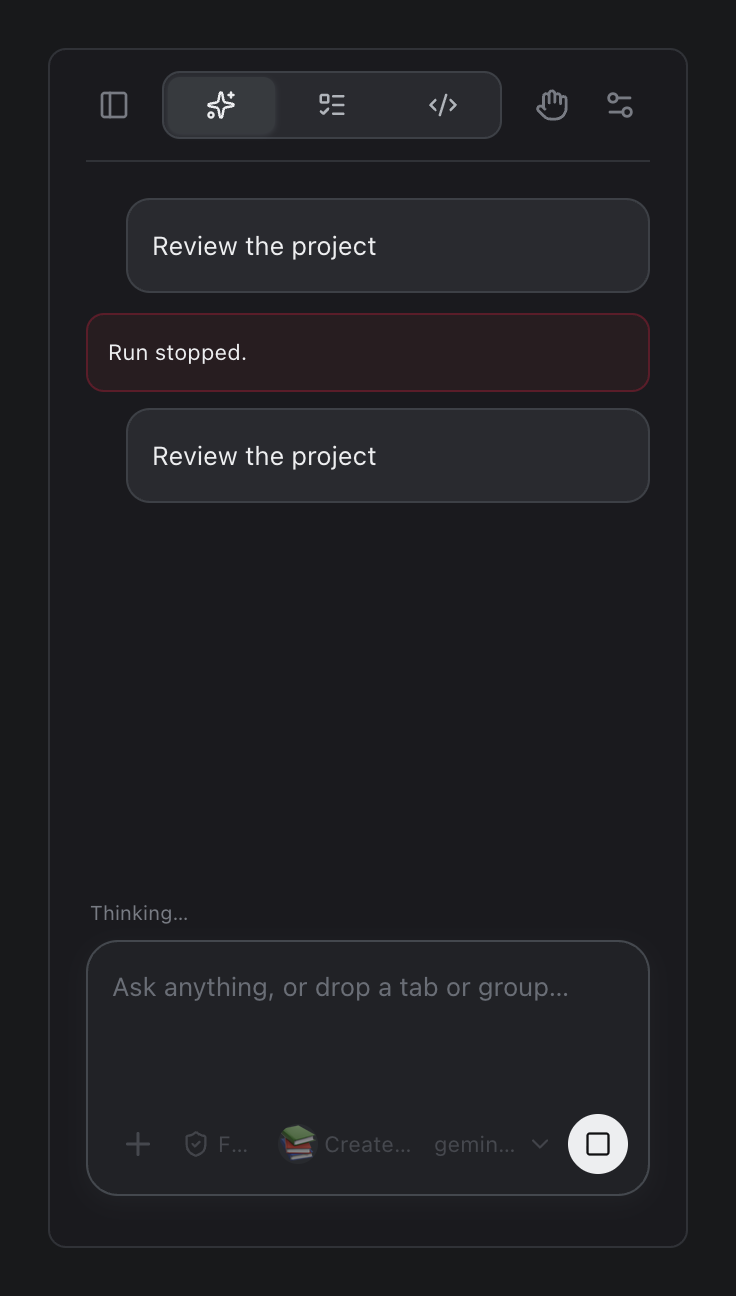 Review the project
Run stopped.
Review the project
Thinking...
Ask anything, or drop a tab or group...
F... Create... gemin...